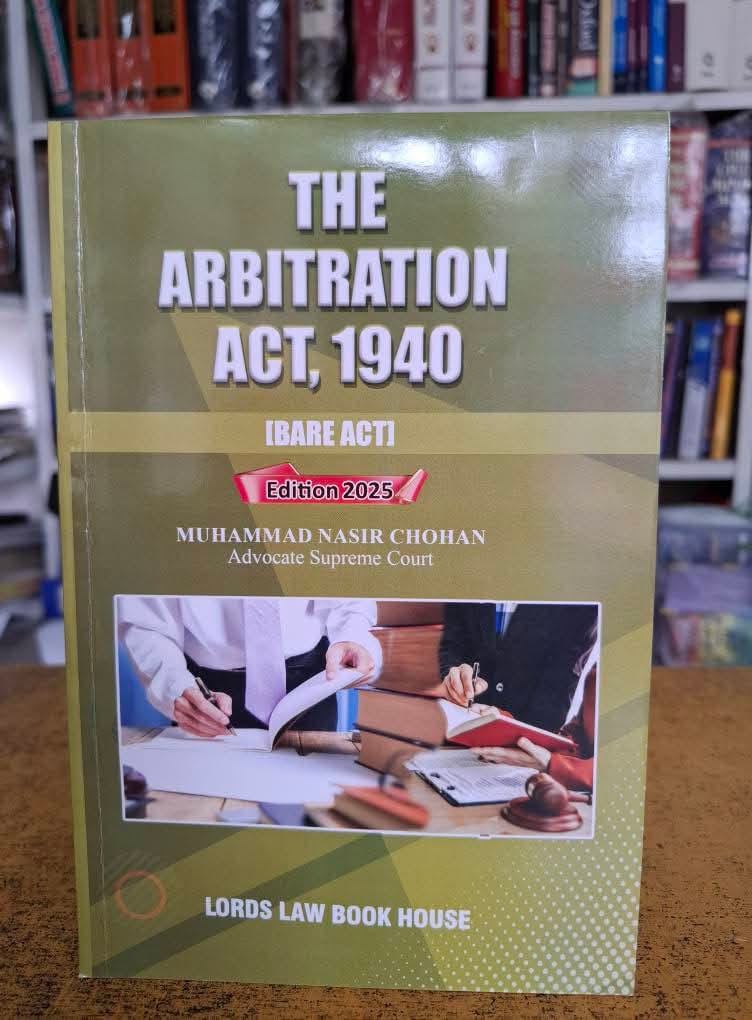 THE
ARBITRATION
ACT, 1940
[BARE ACT]
Edition 2025
MUHAMMAD NASIR CHOHAN
Advocate Supreme Court
LORDS LAW BOOK HOUSE